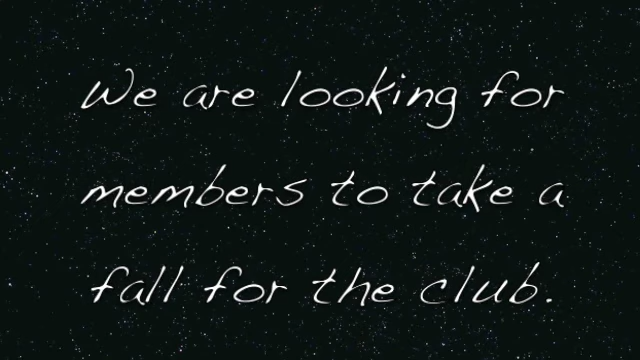 We are looking for
members to take a
fall for the club.